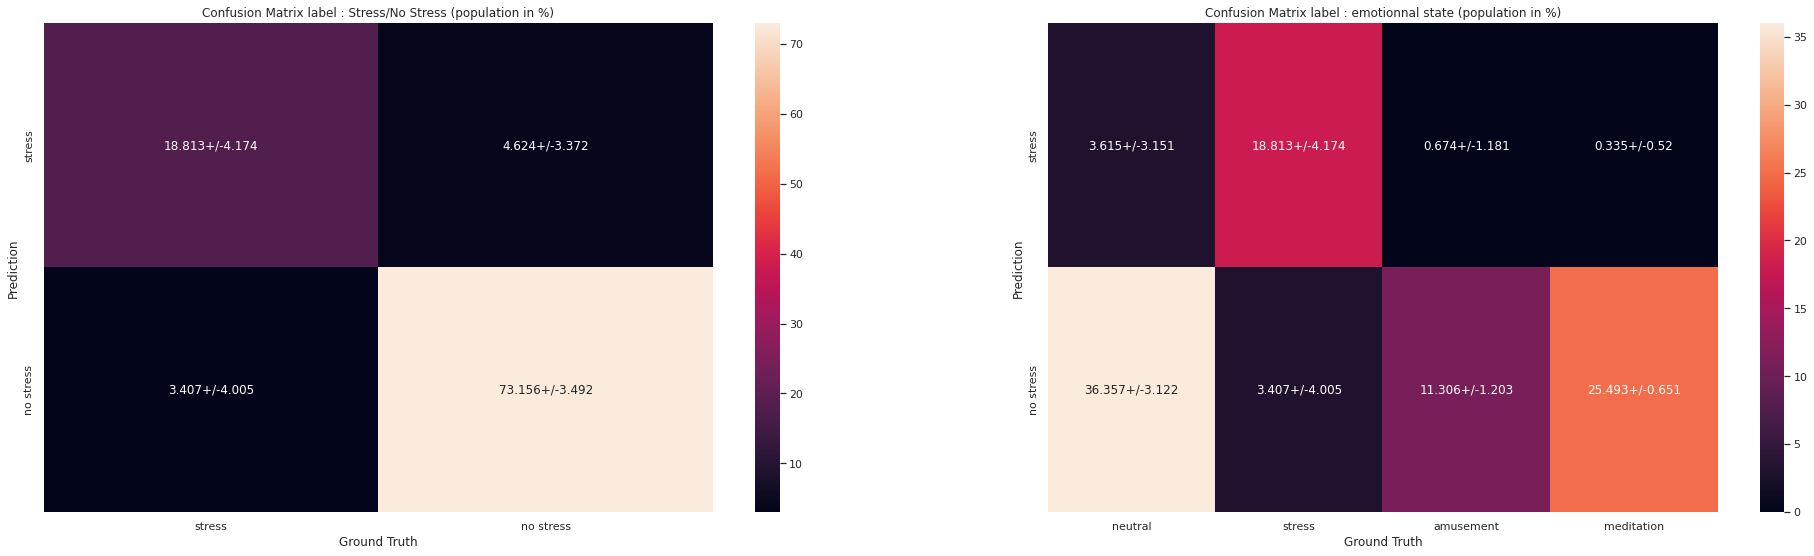 Confusion Matrix label : Stress/No Stress (population in %)
stress
no stress
Prediction
18.813+/-4.174
4.624+/-3.372
3.407+/-4.005
73.156+/-3.492
stress
no stress
Ground Truth
70
60
50
40
30
20
10
Confusion Matrix label : emotionnal state (population in %)
stress
no stress
Prediction
3.615+/-3.151
18.813+/-4.174
0.674+/-1.181
0.335+/-0.52
36.357+/-3.122
3.407+/-4.005
11.306+/-1.203
25.493+/-0.651
neutral
stress
amusement
meditation
Ground Truth
35
30
25
20
15
10
5
0